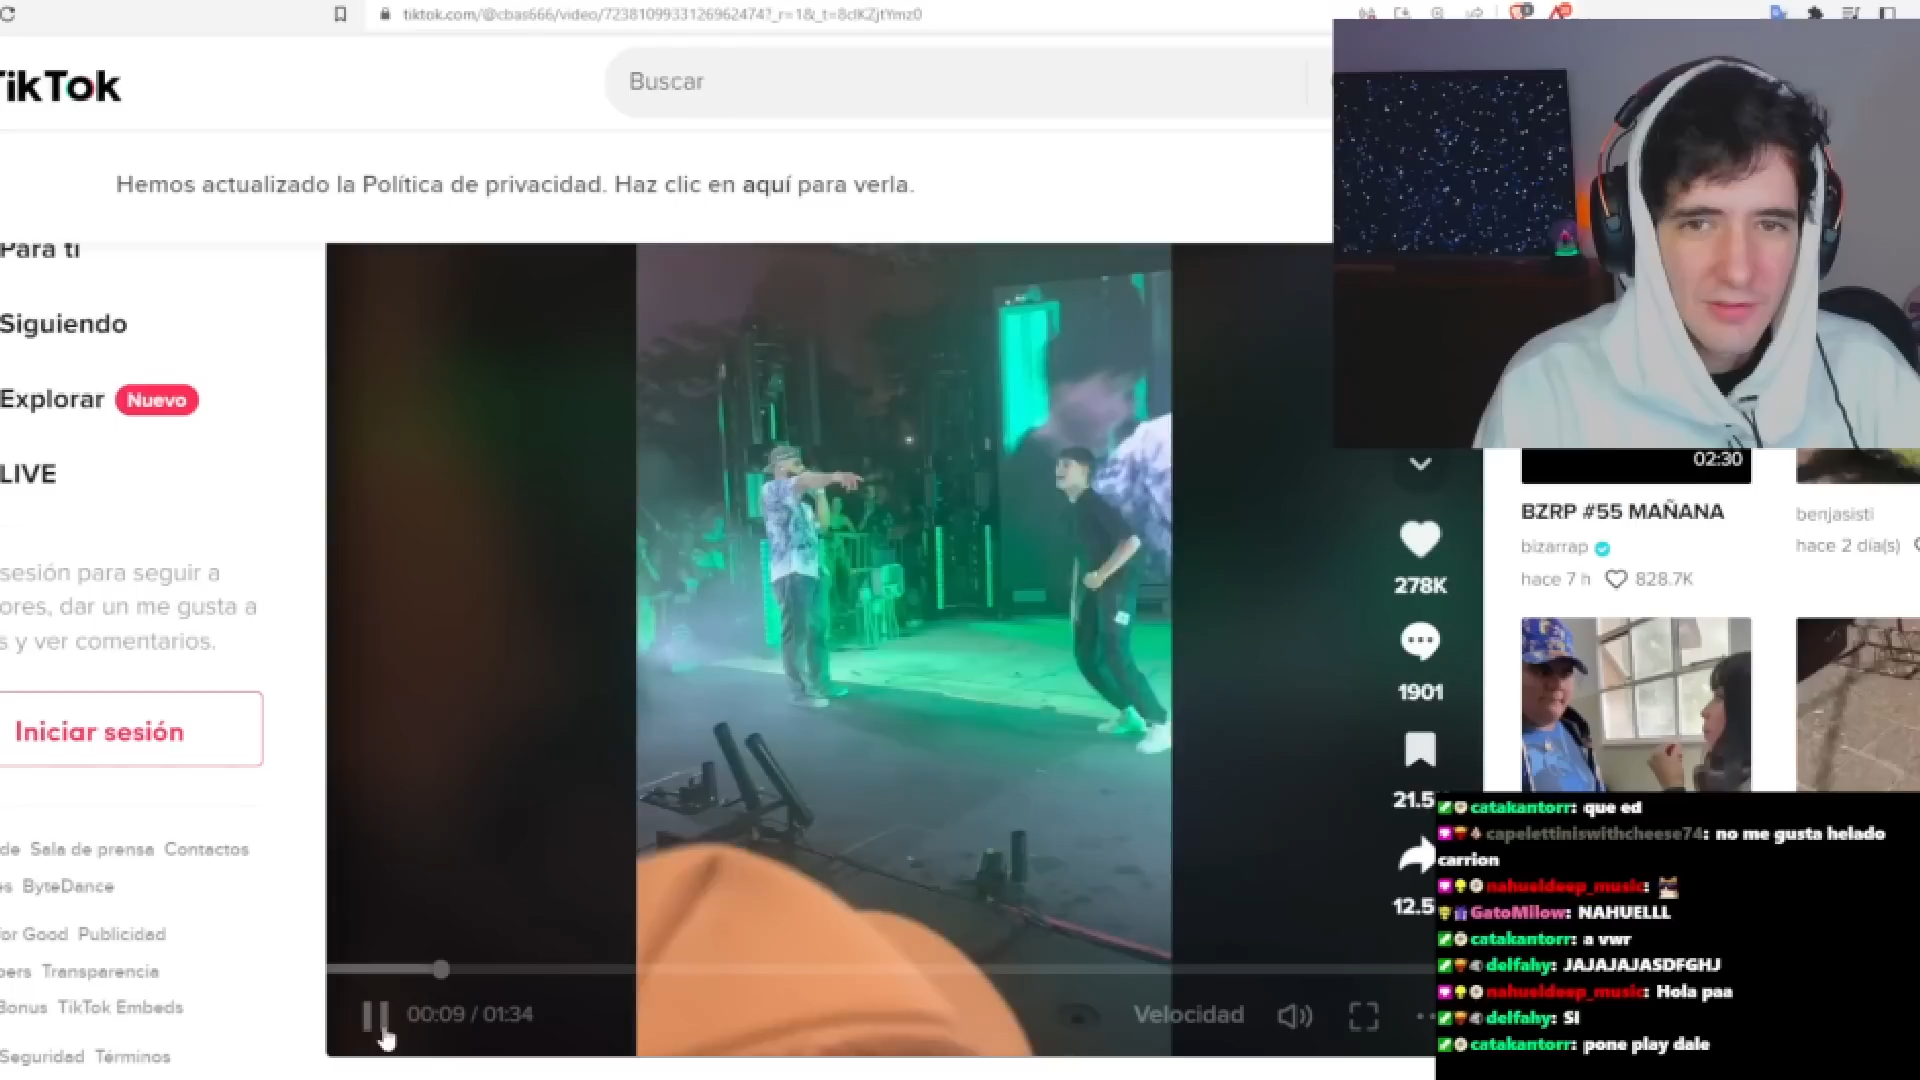 tiktok.com/@cbas666/video/7238109933126962474?_r=1&_t=8clKZjtYmz0
TikTok
Buscar
Hemos actualizado la Política de privacidad. Haz clic en aquí para verla.
Para ti
Siguiendo
Explorar Nuevo
LIVE
sesión para seguir a
ores, dar un me gusta a
s y ver comentarios.
Iniciar sesión
de Sala de prensa Contactos
es ByteDance
for Good Publicidad
pers Transparencia
Bonus TikTok Embeds
Seguridad Términos
00:09 / 01:34
Velocidad
278K
1901
21.5
12.5
02:30
BZRP #55 MAÑANA
bizarrap
hace 7 h 828.7K
benjasisti
hace 2 día(s)
catakantorr: que ed
capelettiniswithcheese74: no me gusta helado
carrion
nahueldeep_music:
GatoMilow: NAHUELLL
catakantorr: a vwr
delfahy: JAJAJAJASDFGHJ
nahueldeep_music: Hola paa
delfahy: SI
catakantorr: pone play dale